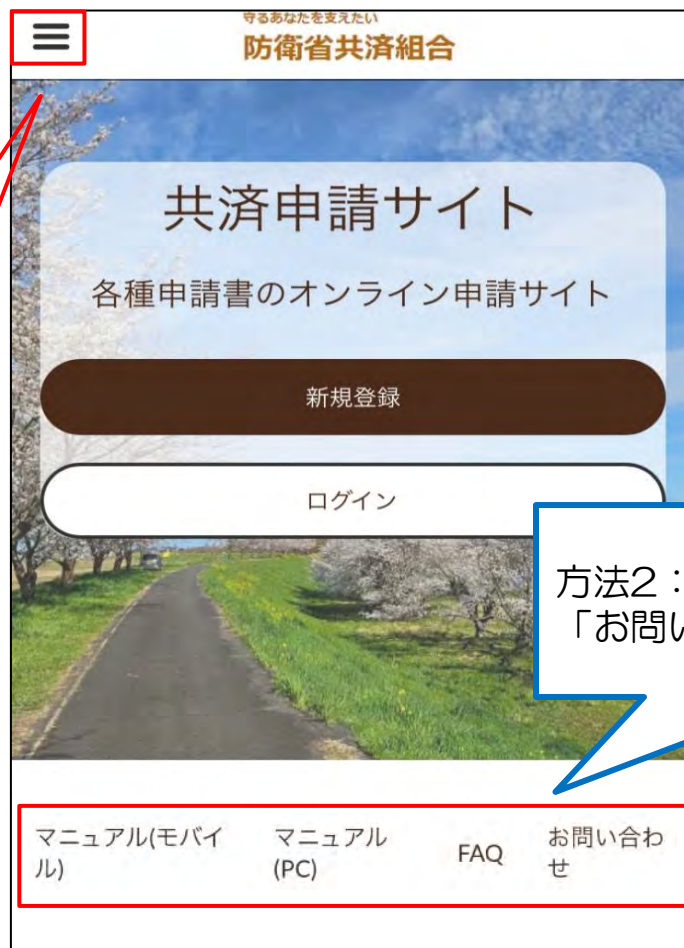 守るあなたを支えたい
防衛省共済組合
共済申請サイト
各種申請書のオンライン申請サイト
新規登録
ログイン
方法2：
「お問い
マニュアル(モバイ
ル)
マニュアル
(PC)
FAQ
お問い合わ
せ